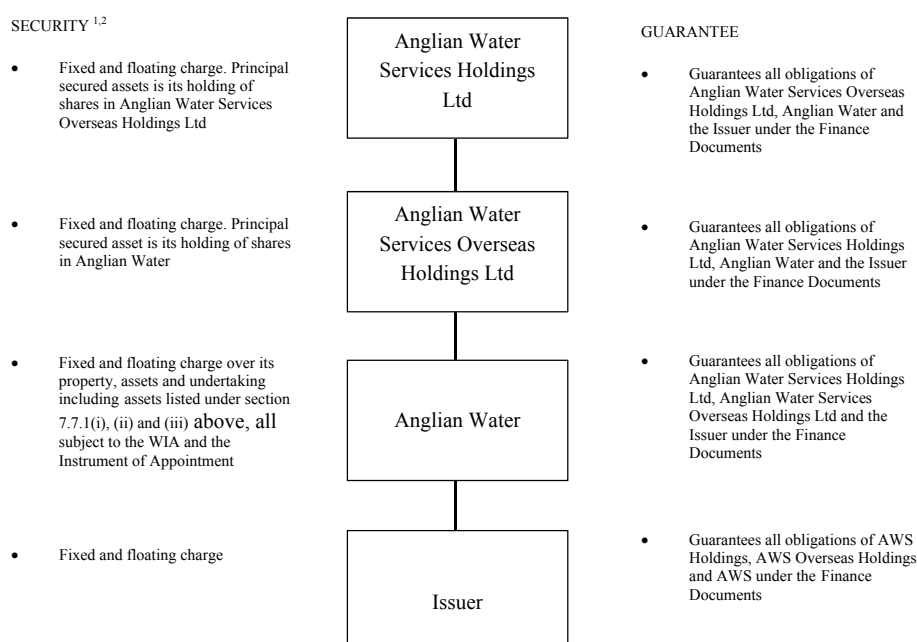 SECURITY 1,2
• Fixed and floating charge. Principal
secured assets is its holding of
shares in Anglian Water Services
Overseas Holdings Ltd
Anglian Water
Services Holdings
Ltd
GUARANTEE
• Guarantees all obligations of
Anglian Water Services Overseas
Holdings Ltd, Anglian Water and
the Issuer under the Finance
Documents
• Fixed and floating charge. Principal
secured asset is its holding of shares
in Anglian Water
Anglian Water
Services Overseas
Holdings Ltd
• Guarantees all obligations of
Anglian Water Services Holdings
Ltd, Anglian Water and the Issuer
under the Finance Documents
• Fixed and floating charge over its
property, assets and undertaking
including assets listed under section
7.7.1(i), (ii) and (iii) above, all
subject to the WIA and the
Instrument of Appointment
Anglian Water
• Guarantees all obligations of
Anglian Water Services Holdings
Ltd, Anglian Water Services
Overseas Holdings Ltd and the
Issuer under the Finance
Documents
• Fixed and floating charge
Issuer
• Guarantees all obligations of AWS
Holdings, AWS Overseas Holdings
and AWS under the Finance
Documents